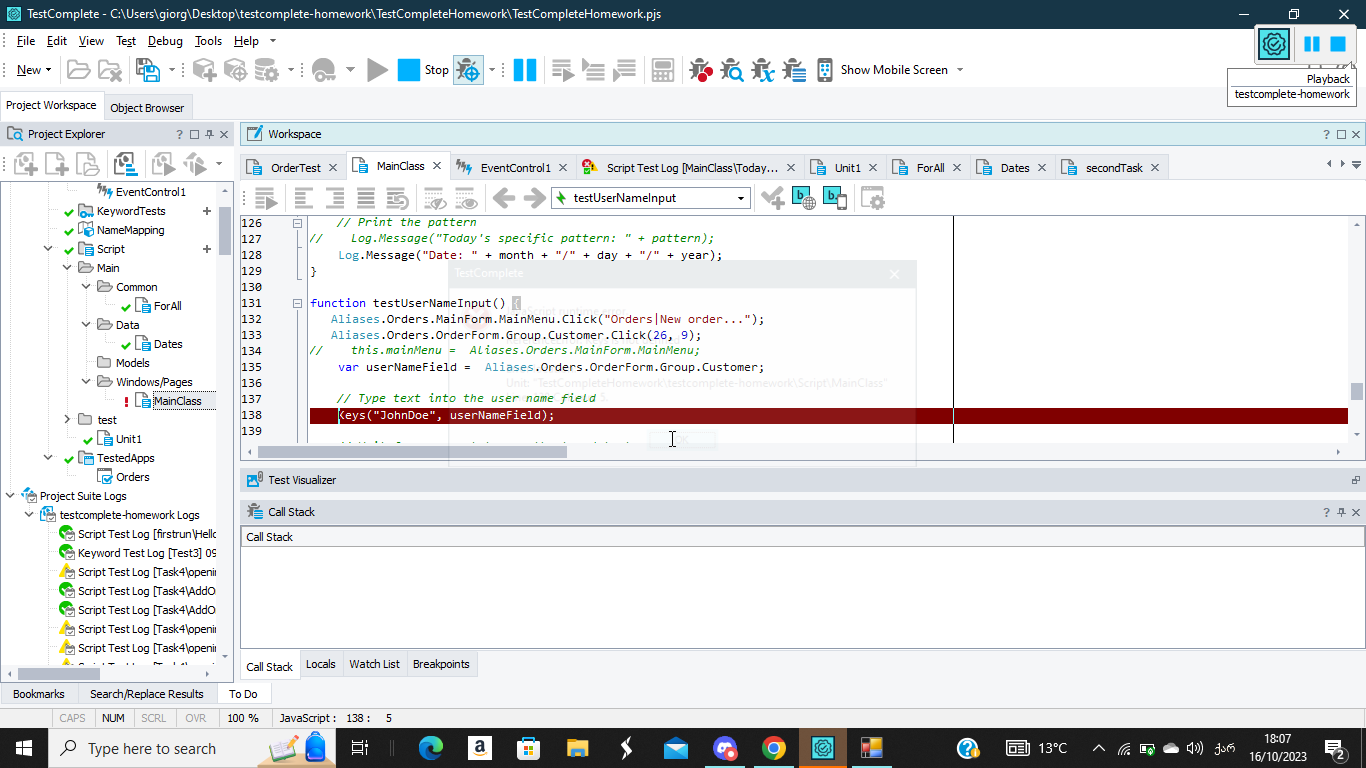 TestComplete - C:\Users\giorg\Desktop\testcomplete-homework\TestCompleteHomework\TestCompleteHomework.pjs
File Edit View Test Debug Tools Help
New Stop Show Mobile Screen
Playback
testcomplete-homework
Project Workspace Object Browser
Project Explorer
Workspace
OrderTest MainClass EventControl1 Script Test Log [MainClass\Today... Unit1 ForAll Dates secondTask
testUserNameInput
EventControl1
KeywordTests
NameMapping
Script
Main
Common
ForAll
Data
Dates
Models
Windows/Pages
MainClass
test
Unit1
TestedApps
Orders
Project Suite Logs
testcomplete-homework Logs
Script Test Log [firstrun\Hello
Keyword Test Log [Test3] 09
Script Test Log [Task4\openin
Script Test Log [Task4\AddO
Script Test Log [Task4\AddO
Script Test Log [Task4\openin
Script Test Log [Task4\openin
126 // Print the pattern
127 // Log.Message("Today's specific pattern: " + pattern);
128 Log.Message("Date: " + month + "/" + day + "/" + year);
129 }
130
131 function testUserNameInput() {
132 Aliases.Orders.MainForm.MainMenu.Click("Orders|New order...");
133 Aliases.Orders.OrderForm.Group.Customer.Click(26, 9);
134 // this.mainMenu = Aliases.Orders.MainForm.MainMenu;
135 var userNameField = Aliases.Orders.OrderForm.Group.Customer;
136
137 // Type text into the user name field
138 Keys("JohnDoe", userNameField);
139
TestComplete
Unit: "TestCompleteHomework\testcomplete-homework\Script\MainClass"
Test Visualizer
Call Stack
Call Stack
Call Stack Locals Watch List Breakpoints
Bookmarks Search/Replace Results To Do
CAPS NUM SCRL OVR 100 % JavaScript : 138 : 5
Type here to search
13°C
ქარ
18:07
16/10/2023
2